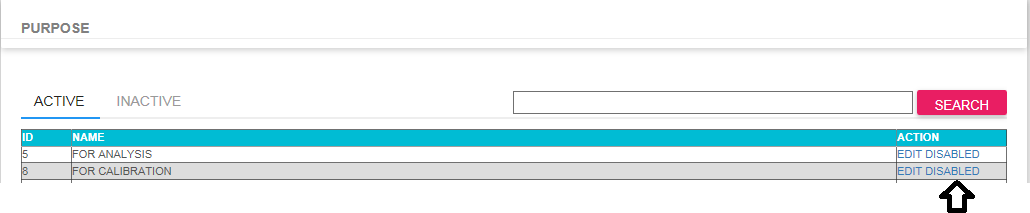 PURPOSE
ACTIVE INACTIVE SEARCH
ID NAME ACTION
5 FOR ANALYSIS EDIT DISABLED
8 FOR CALIBRATION EDIT DISABLED